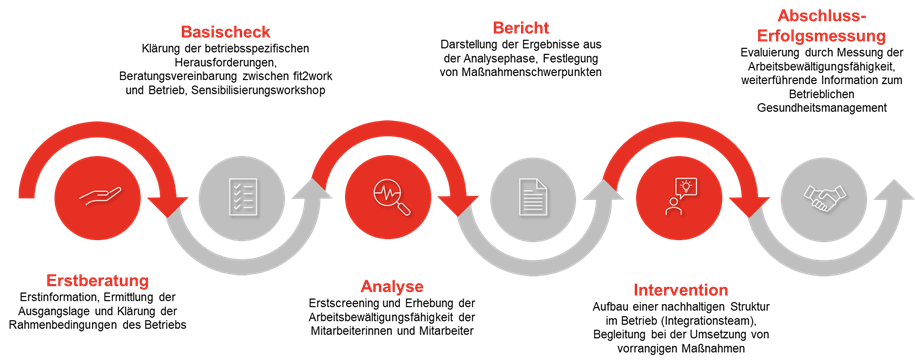 Erstberatung
Erstinformation, Ermittlung der
Ausgangslage und Klärung der
Rahmenbedingungen des Betriebs
Basischeck
Klärung der betriebsspezifischen
Herausforderungen,
Beratungsvereinbarung zwischen fit2work
und Betrieb, Sensibilisierungsworkshop
Analyse
Erstscreening und Erhebung der
Arbeitsbewältigungsfähigkeit der
Mitarbeiterinnen und Mitarbeiter
Bericht
Darstellung der Ergebnisse aus
der Analysephase, Festlegung
von Maßnahmenschwerpunkten
Intervention
Aufbau einer nachhaltigen Struktur
im Betrieb (Integrationsteam),
Begleitung bei der Umsetzung von
vorrangigen Maßnahmen
Abschluss-
Erfolgsmessung
Evaluierung durch Messung der
Arbeitsbewältigungsfähigkeit,
weiterführende Information zum
Betrieblichen
Gesundheitsmanagement